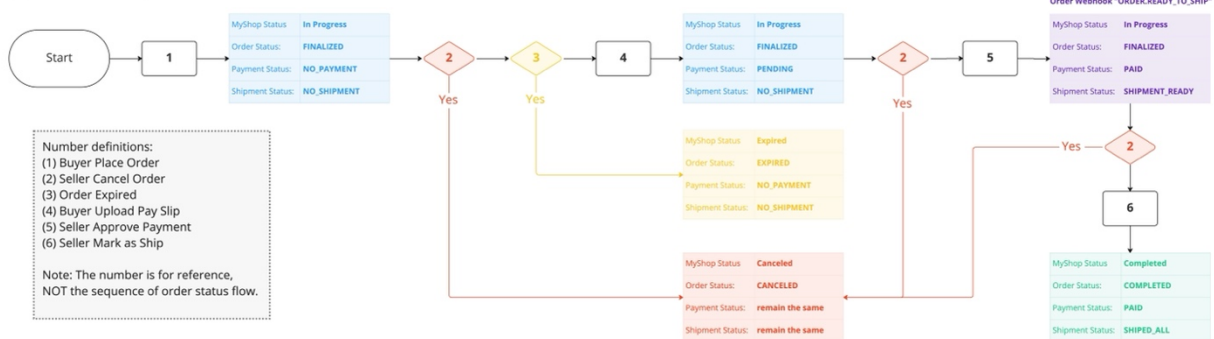 Order Webhook "ORDER.READY_TO_SHIP"
Start
1
MyShop Status In Progress
Order Status: FINALIZED
Payment Status: NO_PAYMENT
Shipment Status: NO_SHIPMENT
2
Yes
3
Yes
4
MyShop Status In Progress
Order Status: FINALIZED
Payment Status: PENDING
Shipment Status: NO_SHIPMENT
2
Yes
5
MyShop Status In Progress
Order Status: FINALIZED
Payment Status: PAID
Shipment Status: SHIPMENT_READY
MyShop Status Expired
Order Status: EXPIRED
Payment Status: NO_PAYMENT
Shipment Status: NO_SHIPMENT
Yes
2
6
Number definitions:
(1) Buyer Place Order
(2) Seller Cancel Order
(3) Order Expired
(4) Buyer Upload Pay Slip
(5) Seller Approve Payment
(6) Seller Mark as Ship
Note: The number is for reference,
NOT the sequence of order status flow.
MyShop Status Canceled
Order Status: CANCELED
Payment Status: remain the same
Shipment Status: remain the same
MyShop Status Completed
Order Status: COMPLETED
Payment Status: PAID
Shipment Status: SHIPED_ALL